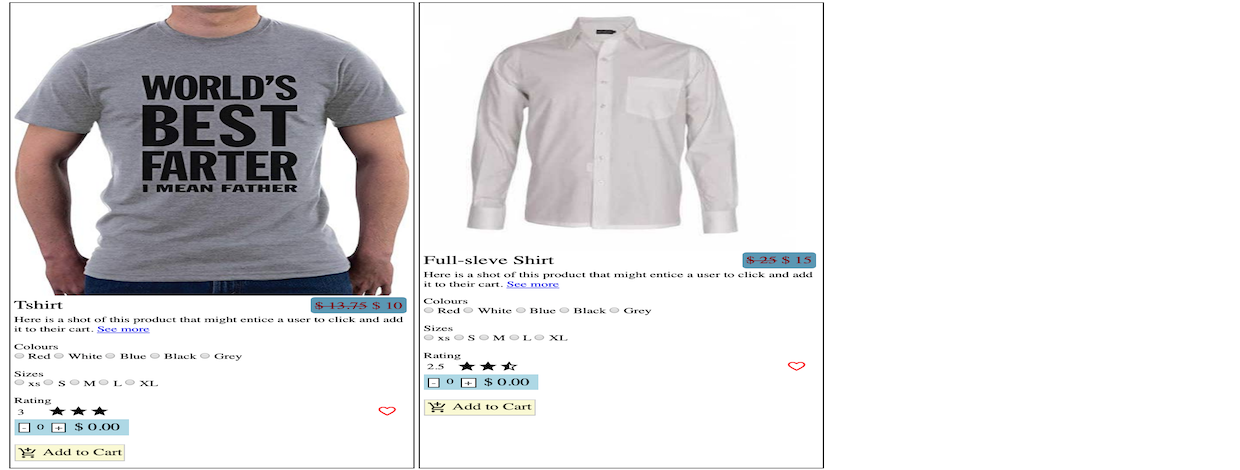 WORLD'S
BEST
FARTER
I MEAN FATHER
Tshirt
$ 13.75 $ 10
Here is a shot of this product that might entice a user to click and add
it to their cart. See more
Colours
Red White Blue Black Grey
Sizes
xs S M L XL
Rating
3
- 0 + $ 0.00
Add to Cart
Full-sleve Shirt
$ 25 $ 15
Here is a shot of this product that might entice a user to click and add
it to their cart. See more
Colours
Red White Blue Black Grey
Sizes
xs S M L XL
Rating
2.5
- 0 + $ 0.00
Add to Cart